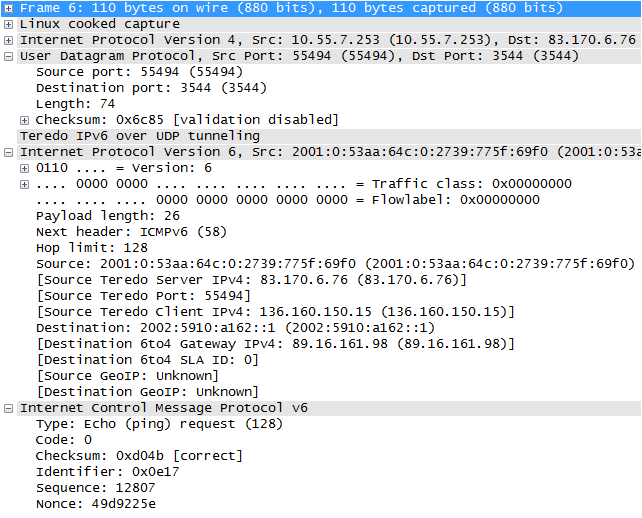 Frame 6: 110 bytes on wire (880 bits), 110 bytes captured (880 bits)
Linux cooked capture
Internet Protocol Version 4, Src: 10.55.7.253 (10.55.7.253), Dst: 83.170.6.76
User Datagram Protocol, Src Port: 55494 (55494), Dst Port: 3544 (3544)
Source port: 55494 (55494)
Destination port: 3544 (3544)
Length: 74
Checksum: 0x6c85 [validation disabled]
Teredo IPv6 over UDP tunneling
Internet Protocol Version 6, Src: 2001:0:53aa:64c:0:2739:775f:69f0 (2001:0:53a
0110 .... = Version: 6
.... 0000 0000 .... .... .... .... .... = Traffic class: 0x00000000
.... .... .... 0000 0000 0000 0000 0000 = Flowlabel: 0x00000000
Payload length: 26
Next header: ICMPv6 (58)
Hop limit: 128
Source: 2001:0:53aa:64c:0:2739:775f:69f0 (2001:0:53aa:64c:0:2739:775f:69f0)
[Source Teredo Server IPv4: 83.170.6.76 (83.170.6.76)]
[Source Teredo Port: 55494]
[Source Teredo Client IPv4: 136.160.150.15 (136.160.150.15)]
Destination: 2002:5910:a162::1 (2002:5910:a162::1)
[Destination 6to4 Gateway IPv4: 89.16.161.98 (89.16.161.98)]
[Destination 6to4 SLA ID: 0]
[Source GeoIP: Unknown]
[Destination GeoIP: Unknown]
Internet Control Message Protocol v6
Type: Echo (ping) request (128)
Code: 0
Checksum: 0xd04b [correct]
Identifier: 0x0e17
Sequence: 12807
Nonce: 49d9225e